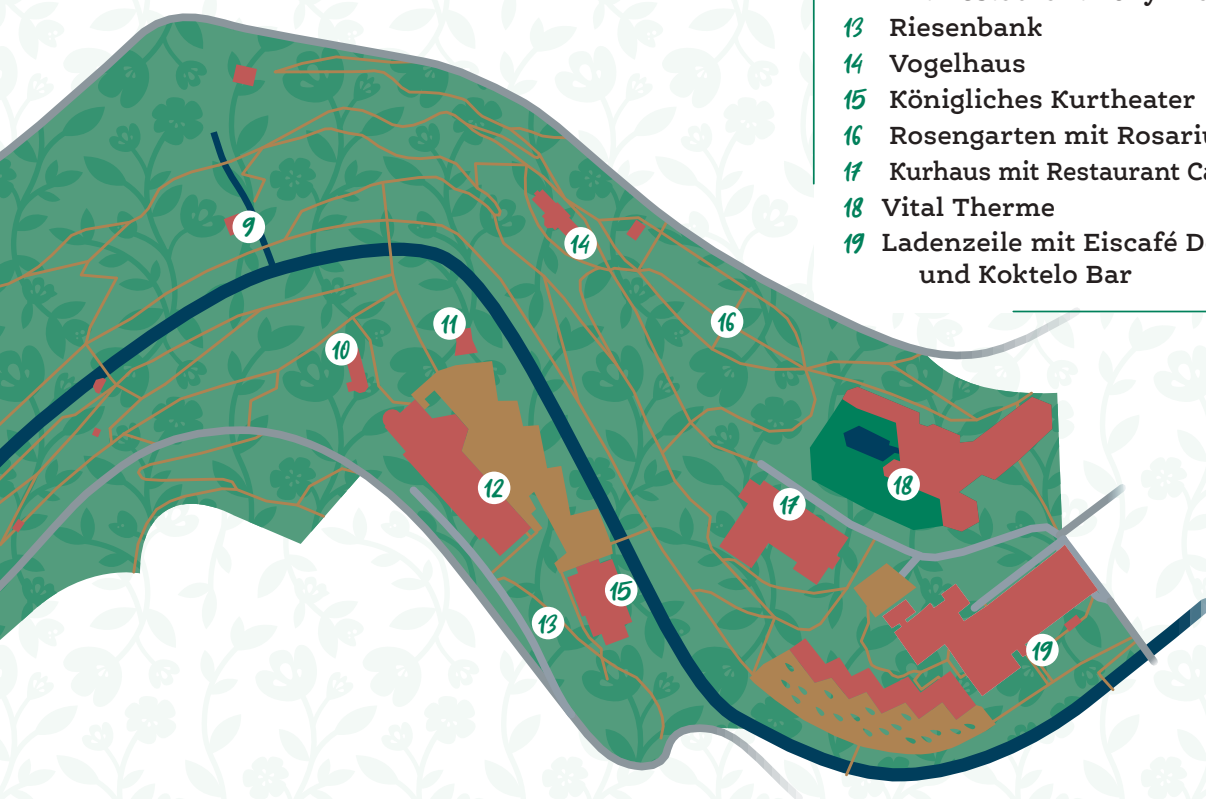 13 Riesenbank
14 Vogelhaus
15 Königliches Kurtheater
16 Rosengarten mit
17 Kurhaus mit Restaurant
18 Vital Therme
19 Ladenzeile mit Eiscafé
und Koktelo Bar
9
14
11
16
10
12
18
17
15
13
19